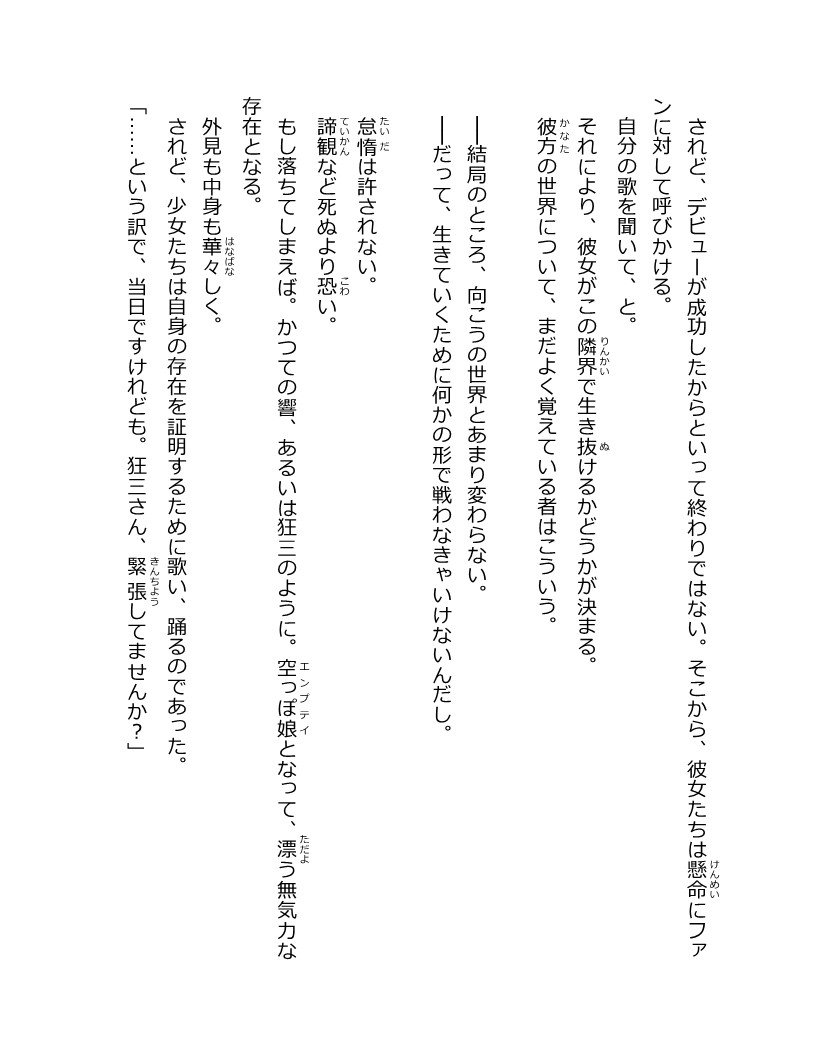 されど、デビューが成功したからといって終わりではない。そこから、彼女たちは懸命にファ
ンに対して呼びかける。
自分の歌を聞いて、と。
それにより、彼女がこの隣界で生き抜けるかどうかが決まる。
彼方の世界について、まだよく覚えている者はこういう。
――結局のところ、向こうの世界とあまり変わらない。
――だって、生きていくために何かの形で戦わなきゃいけないんだし。
怠惰は許されない。
諦観など死ぬより恐い。
もし落ちてしまえば。かつての響、あるいは狂三のように。空っぽ娘となって、漂う無気力な
存在となる。
外見も中身も華々しく。
されど、少女たちは自身の存在を証明するために歌い、踊るのであった。
「……という訳で、当日ですけれども。狂三さん、緊張してませんか？」